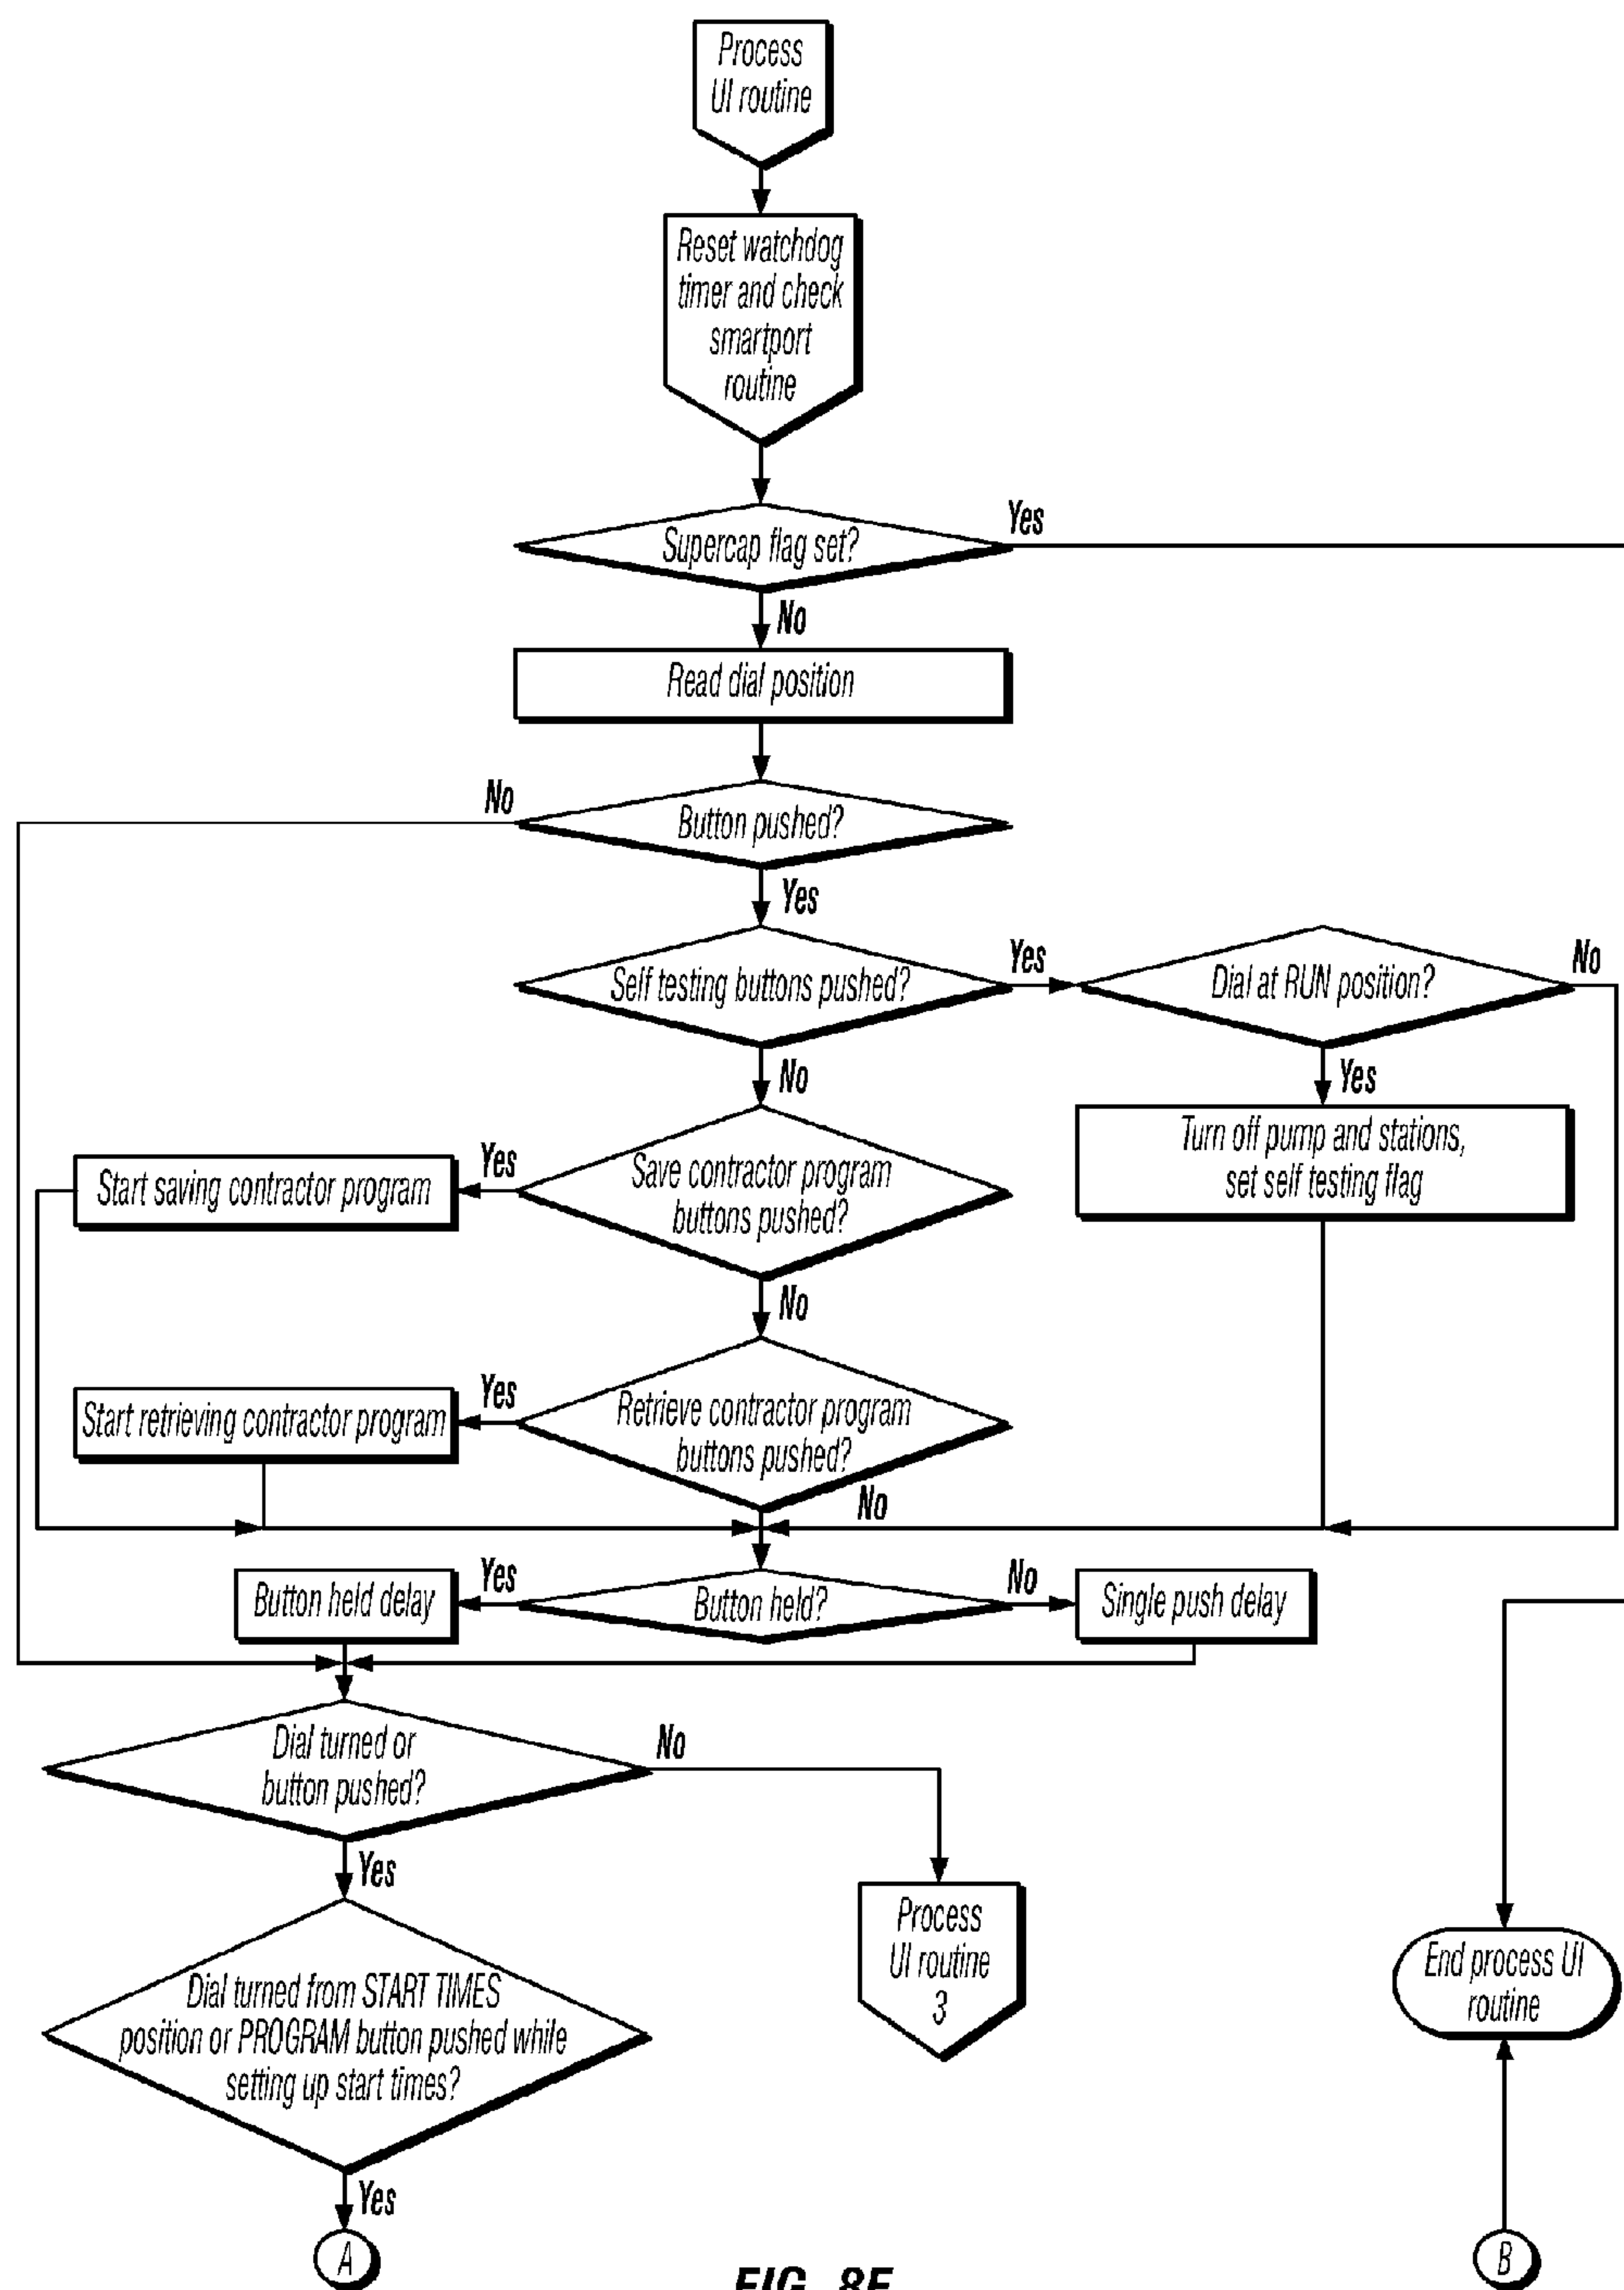 Process
UI routine
Reset watchdog
timer and check
smartport
routine
Supercap flag set?
Yes
No
Read dial position
No
Button pushed?
Yes
Self testing buttons pushed?
Yes
Dial at RUN position?
No
No
Yes
Start saving contractor program
Yes
Save contractor program
buttons pushed?
Turn off pump and stations,
set self testing flag
No
Start retrieving contractor program
Yes
Retrieve contractor program
buttons pushed?
No
Button held delay
Yes
Button held?
No
Single push delay
Dial turned or
button pushed?
No
Yes
Process
UI routine
3
End process UI
routine
Dial turned from START TIMES
position or PROGRAM button pushed while
setting up start times?
Yes
A
B
FIG. 8E